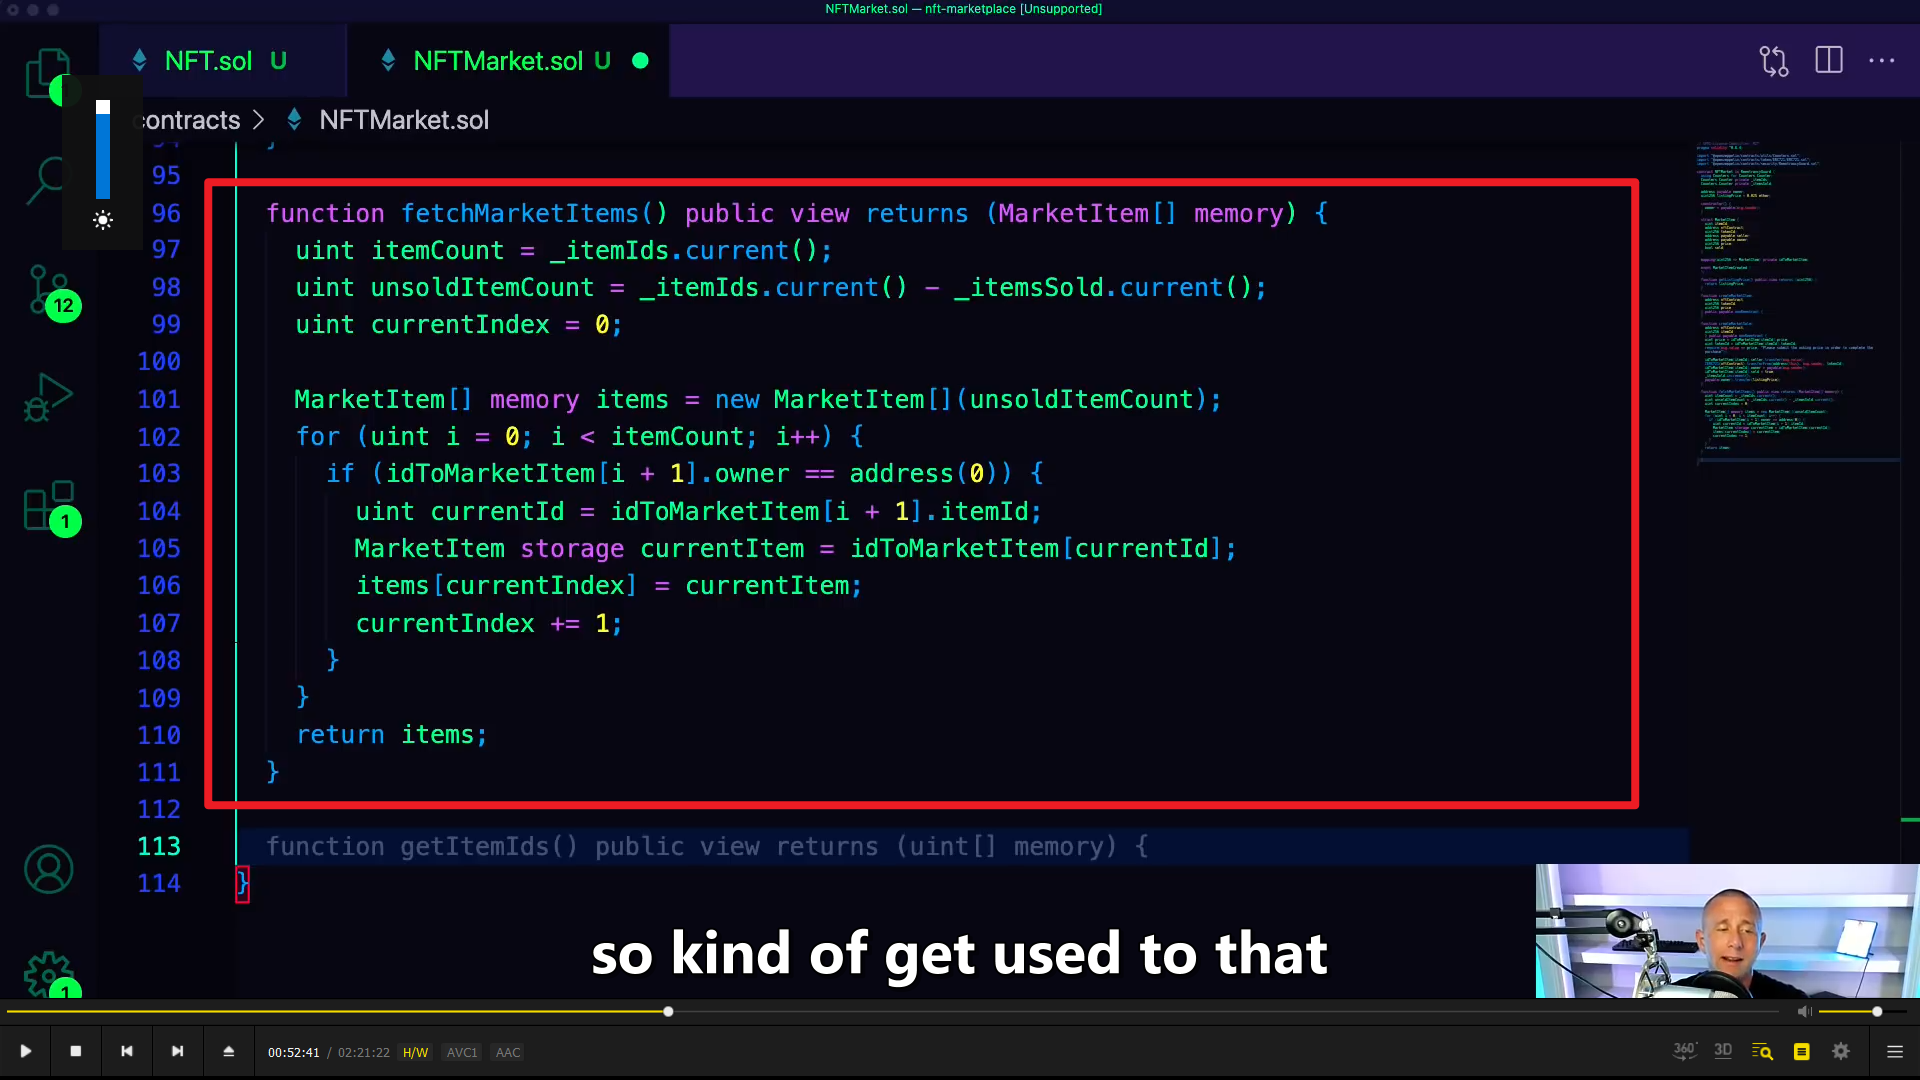 NFTMarket.sol — nft-marketplace [Unsupported]
NFT.sol U
NFTMarket.sol U
contracts > NFTMarket.sol
94 }
95
96 function fetchMarketItems() public view returns (MarketItem[] memory) {
97 uint itemCount = _itemIds.current();
98 uint unsoldItemCount = _itemIds.current() - _itemsSold.current();
99 uint currentIndex = 0;
100
101 MarketItem[] memory items = new MarketItem[](unsoldItemCount);
102 for (uint i = 0; i < itemCount; i++) {
103 if (idToMarketItem[i + 1].owner == address(0)) {
104 uint currentId = idToMarketItem[i + 1].itemId;
105 MarketItem storage currentItem = idToMarketItem[currentId];
106 items[currentIndex] = currentItem;
107 currentIndex += 1;
108 }
109 }
110 return items;
111 }
112
113 function getItemIds() public view returns (uint[] memory) {
114 }
12
1
1
so kind of get used to that
00:52:41 / 02:21:22 H/W AVC1 AAC
360° 3D